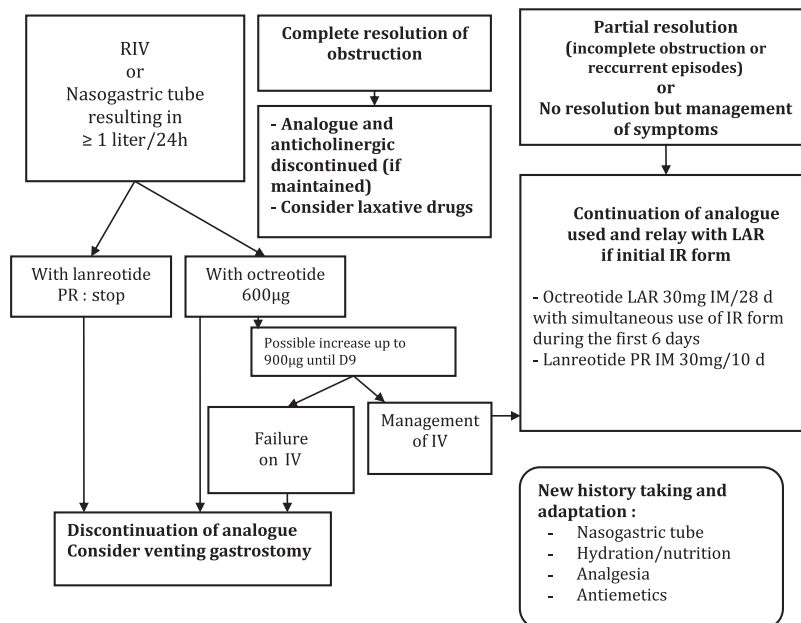 RIV
or
Nasogastric tube
resulting in
≥ 1 liter/24h
Complete resolution of
obstruction
Partial resolution
(incomplete obstruction or
reccurrent episodes)
or
No resolution but management
of symptoms
- Analogue and
anticholinergic
discontinued (if
maintained)
- Consider laxative drugs
With lanreotide
PR : stop
With octreotide
600µg
Possible increase up to
900µg until D9
Failure
on IV
Management
of IV
Continuation of analogue
used and relay with LAR
if initial IR form
- Octreotide LAR 30mg IM/28 d
with simultaneous use of IR form
during the first 6 days
- Lanreotide PR IM 30mg/10 d
Discontinuation of analogue
Consider venting gastrostomy
New history taking and
adaptation :
- Nasogastric tube
- Hydration/nutrition
- Analgesia
- Antiemetics